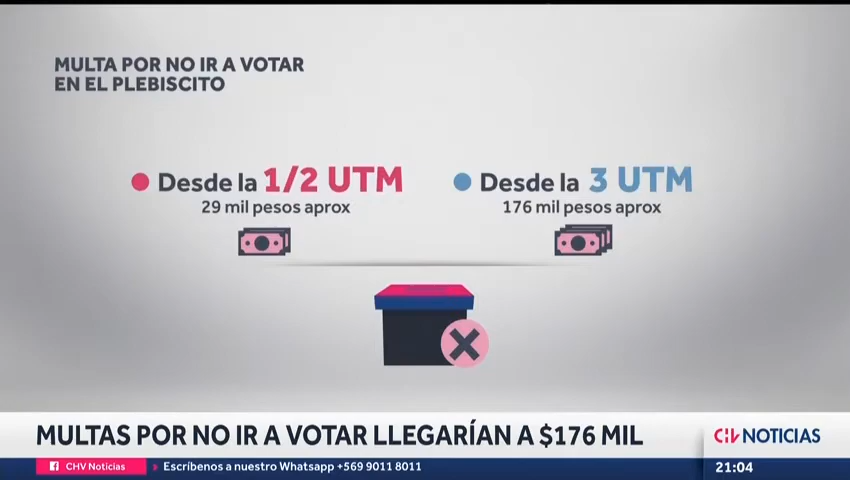 MULTA POR NO IR A VOTAR
EN EL PLEBISCITO
Desde la 1/2 UTM
29 mil pesos aprox
Desde la 3 UTM
176 mil pesos aprox
MULTAS POR NO IR A VOTAR LLEGARÍAN A $176 MIL
CHV NOTICIAS
CHV Noticias
Escríbenos a nuestro Whatsapp +569 9011 8011
21:04